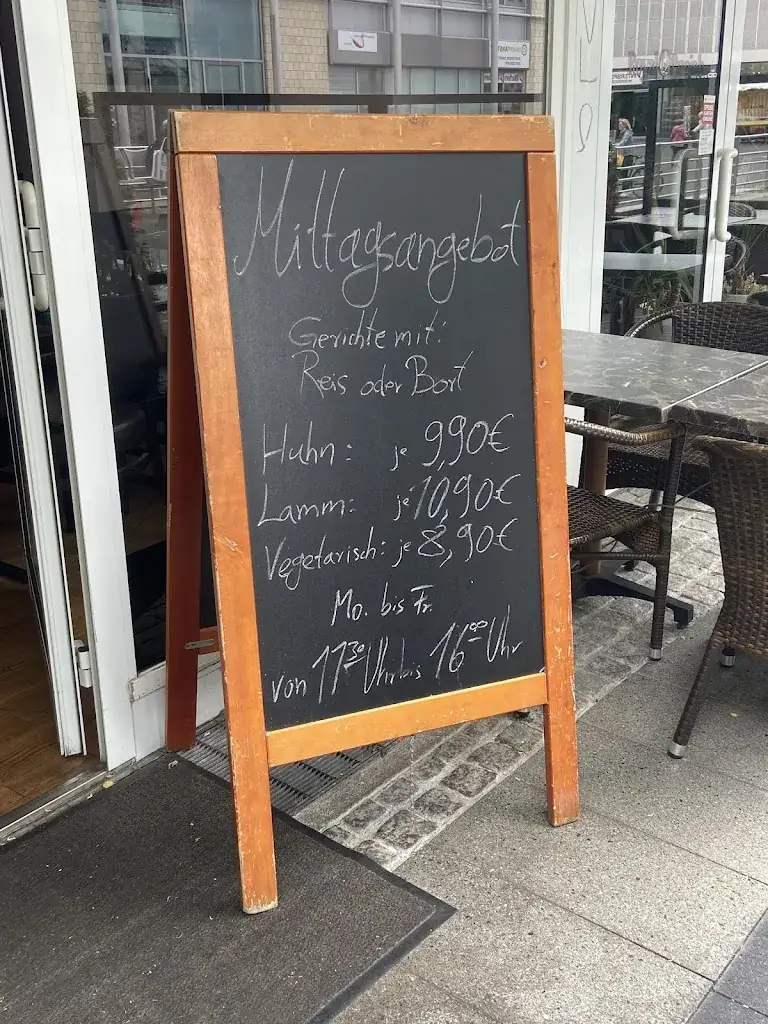 Mittagsangebot
Gerichte mit:
Reis oder Bort
Huhn: je 9,90€
Lamm: je 10,90€
Vegetarisch: je 8,90€
Mo. bis Fr.
von 11³⁰ Uhr bis 16⁰⁰ Uhr